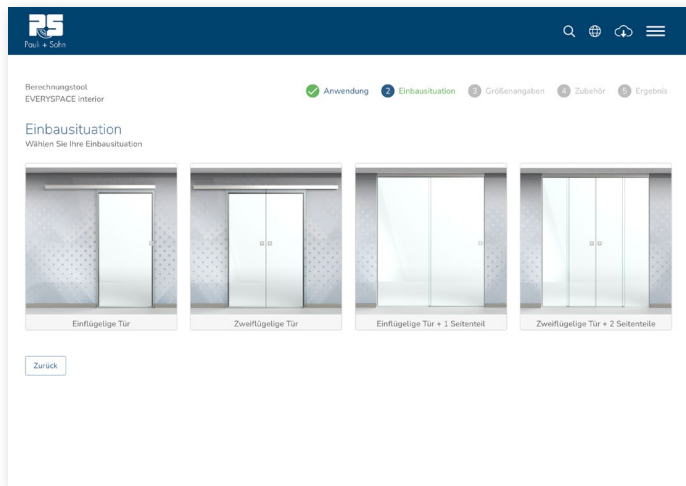 PS
Pauli + Sohn
Berechnungstool
EVERYSPACE interior
Anwendung 2 Einbausituation 3 Größenangaben 4 Zubehör 5 Ergebnis
Einbausituation
Wählen Sie Ihre Einbausituation
Einflügelige Tür Zweiflügelige Tür Einflügelige Tür + 1 Seitenteil Zweiflügelige Tür + 2 Seitenteile
Zurück